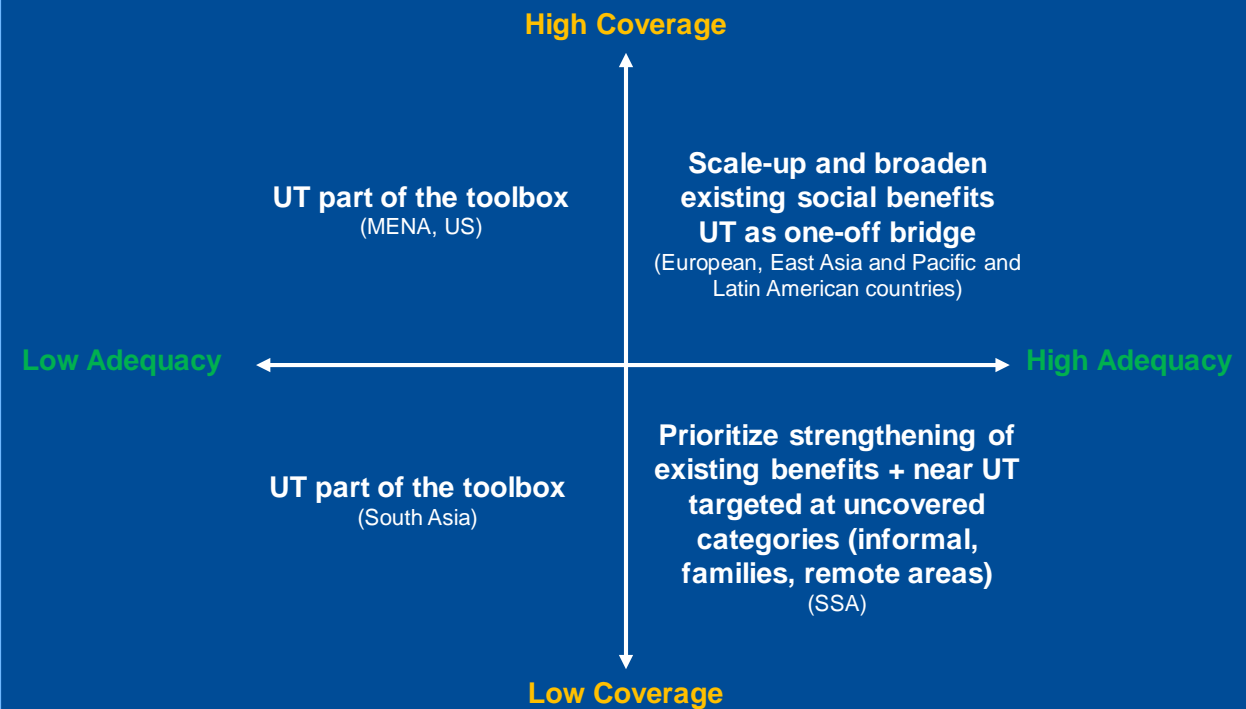 High Coverage
UT part of the toolbox
(MENA, US)
Scale-up and broaden
existing social benefits
UT as one-off bridge
(European, East Asia and Pacific and
Latin American countries)
Low Adequacy
High Adequacy
UT part of the toolbox
(South Asia)
Prioritize strengthening of
existing benefits + near UT
targeted at uncovered
categories (informal,
families, remote areas)
(SSA)
Low Coverage